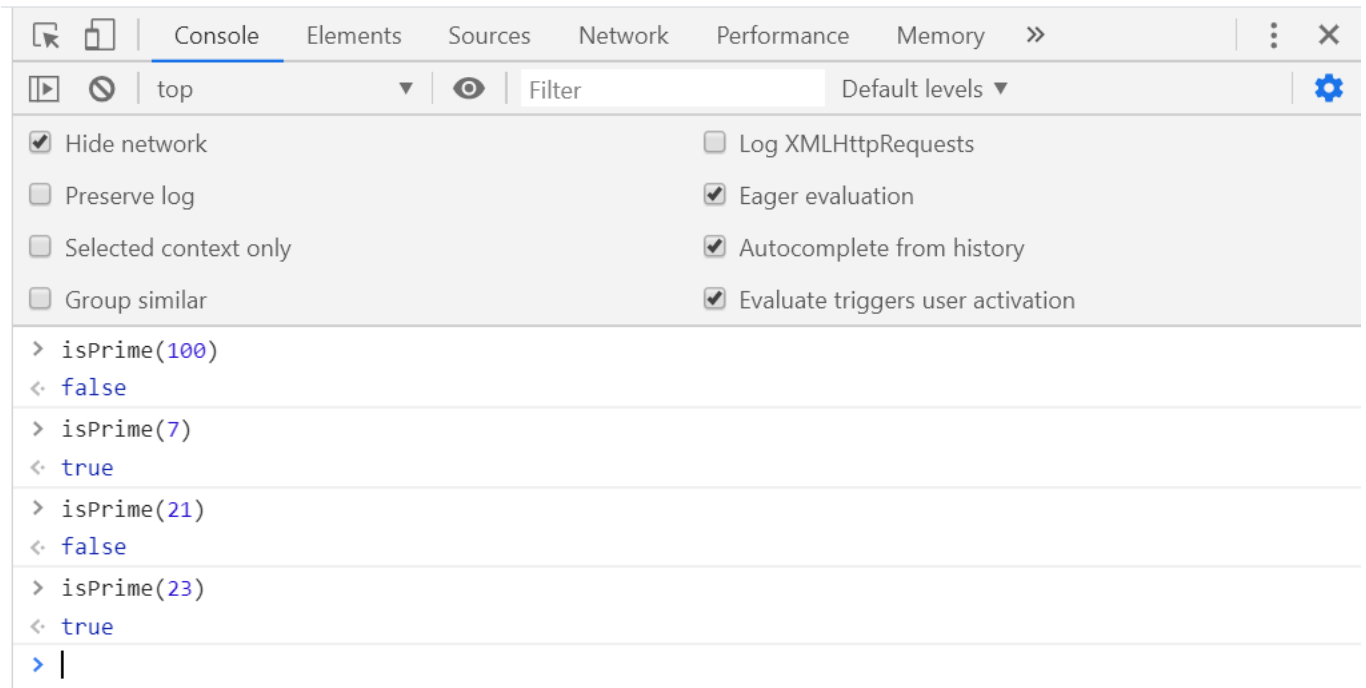 Console Elements Sources Network Performance Memory »
top Filter Default levels
Hide network Log XMLHttpRequests
Preserve log Eager evaluation
Selected context only Autocomplete from history
Group similar Evaluate triggers user activation
> isPrime(100)
false
> isPrime(7)
true
> isPrime(21)
false
> isPrime(23)
true
>